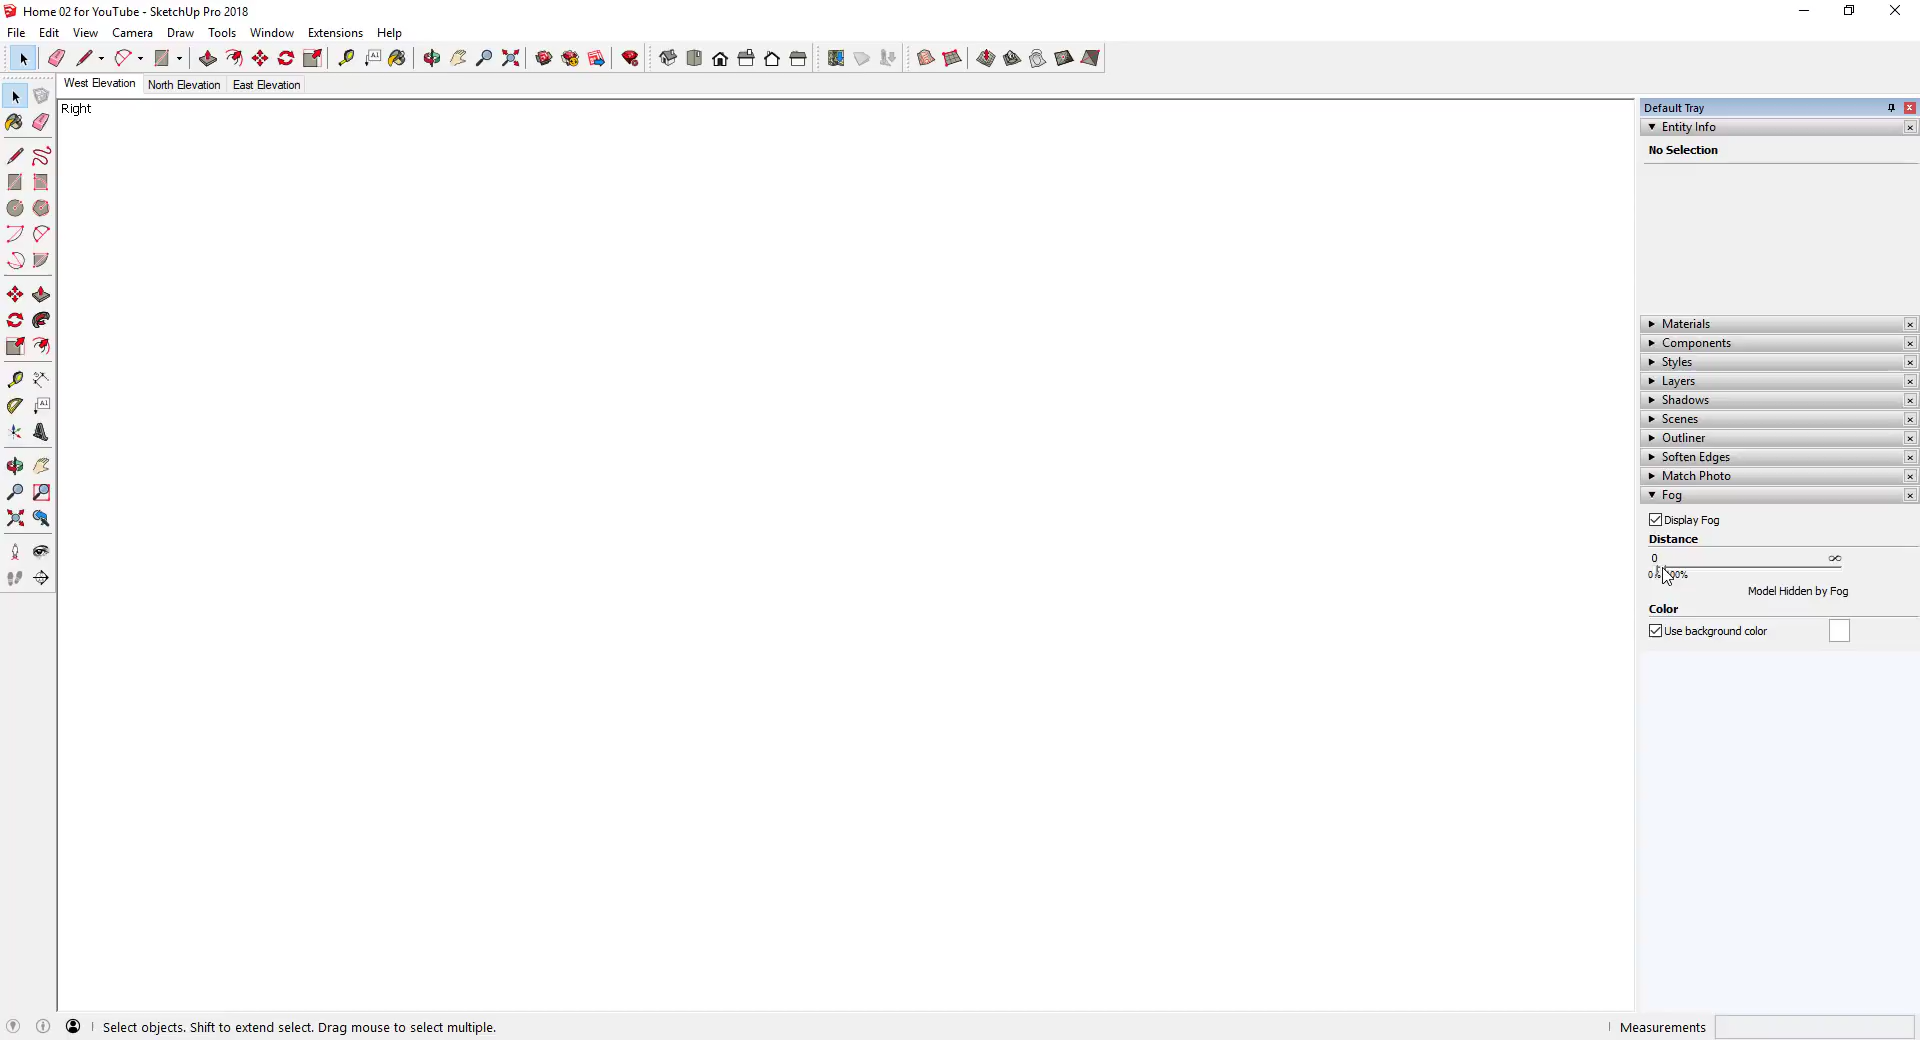 Home 02 for YouTube - SketchUp Pro 2018
File Edit View Camera Draw Tools Window Extensions Help
West Elevation North Elevation East Elevation
Right
Default Tray
Entity Info
No Selection
Materials
Components
Styles
Layers
Shadows
Scenes
Outliner
Soften Edges
Match Photo
Fog
Display Fog
Distance
0 ∞
Model Hidden by Fog
Color
Use background color
Select objects. Shift to extend select. Drag mouse to select multiple.
Measurements